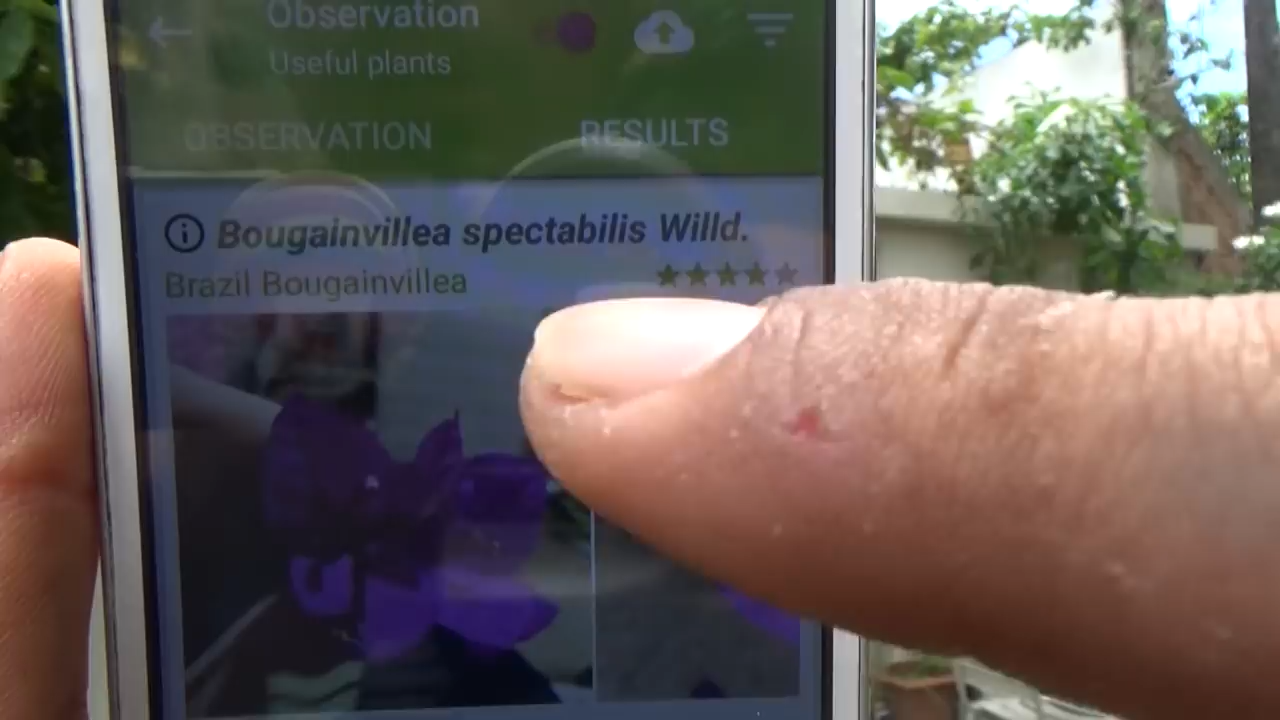 Observation
Useful plants
OBSERVATION RESULTS
Bougainvillea spectabilis Willd.
Brazil Bougainvillea